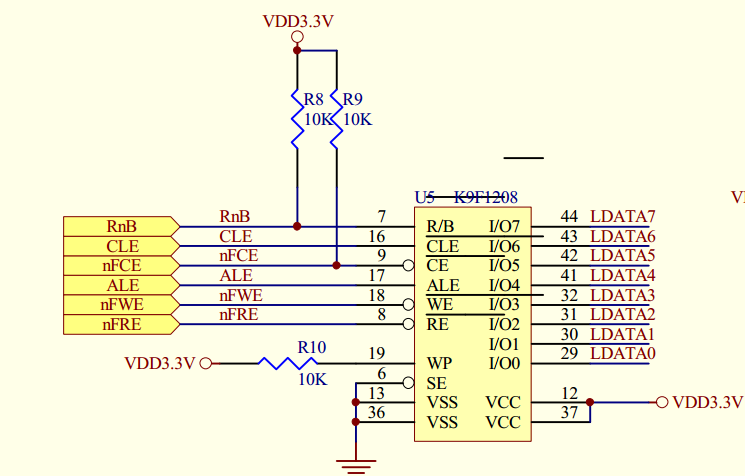 VDD3.3V
R8 R9
10K 10K
U5 K9F1208
RnB RnB 7 R/B I/O7 44 LDATA7
CLE CLE 16 CLE I/O6 43 LDATA6
nFCE nFCE 9 CE I/O5 42 LDATA5
ALE ALE 17 ALE I/O4 41 LDATA4
nFWE nFWE 18 WE I/O3 32 LDATA3
nFRE nFRE 8 RE I/O2 31 LDATA2
I/O1 30 LDATA1
VDD3.3V R10 10K 19 WP I/O0 29 LDATA0
6 SE
13 VSS VCC 12 VDD3.3V
36 VSS VCC 37